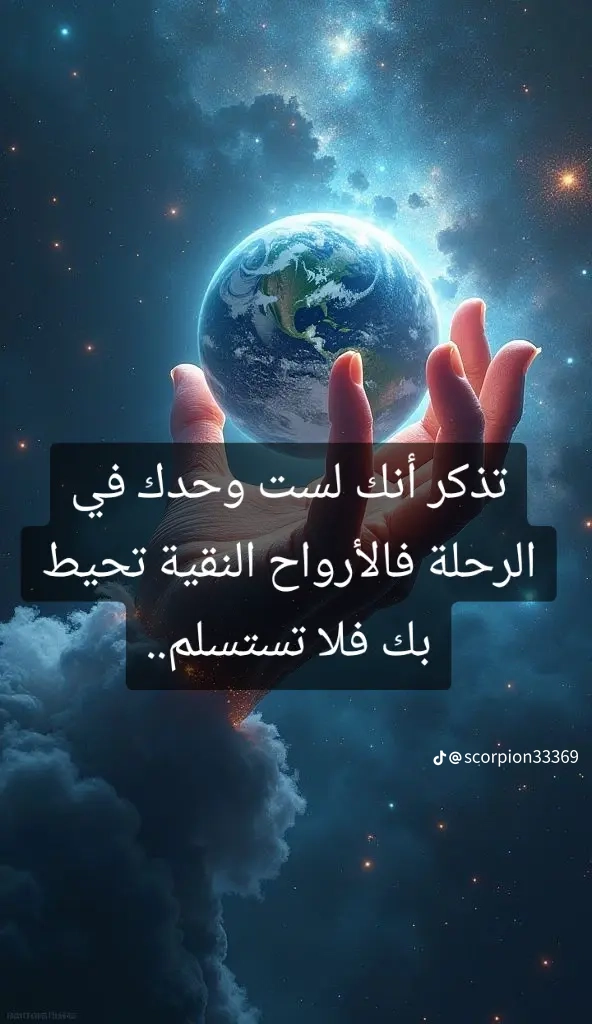 تذكر أنك لست وحدك في
الرحلة فالأرواح النقية تحيط
بك فلا تستسلم..
@scorpion33369